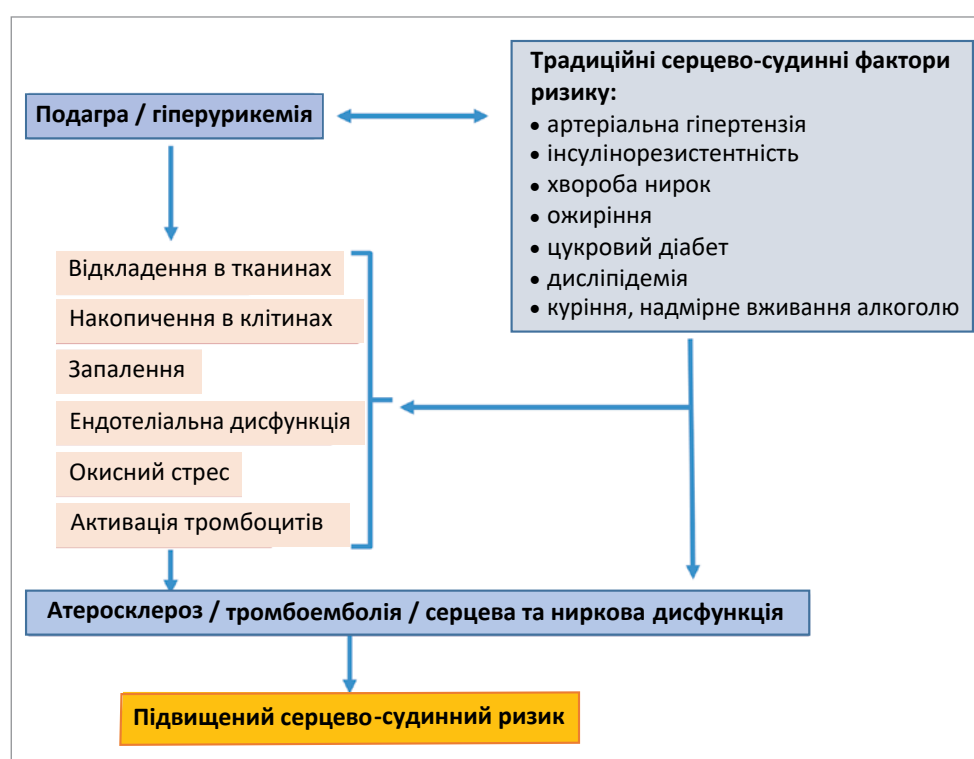 Подагра / гіперурикемія
Традиційні серцево-судинні фактори
ризику:
• артеріальна гіпертензія
• інсулінорезистентність
• хвороба нирок
• ожиріння
• цукровий діабет
• дисліпідемія
• куріння, надмірне вживання алкоголю
Відкладення в тканинах
Накопичення в клітинах
Запалення
Ендотеліальна дисфункція
Окисний стрес
Активація тромбоцитів
Атеросклероз / тромбоемболія / серцева та ниркова дисфункція
Підвищений серцево-судинний ризик